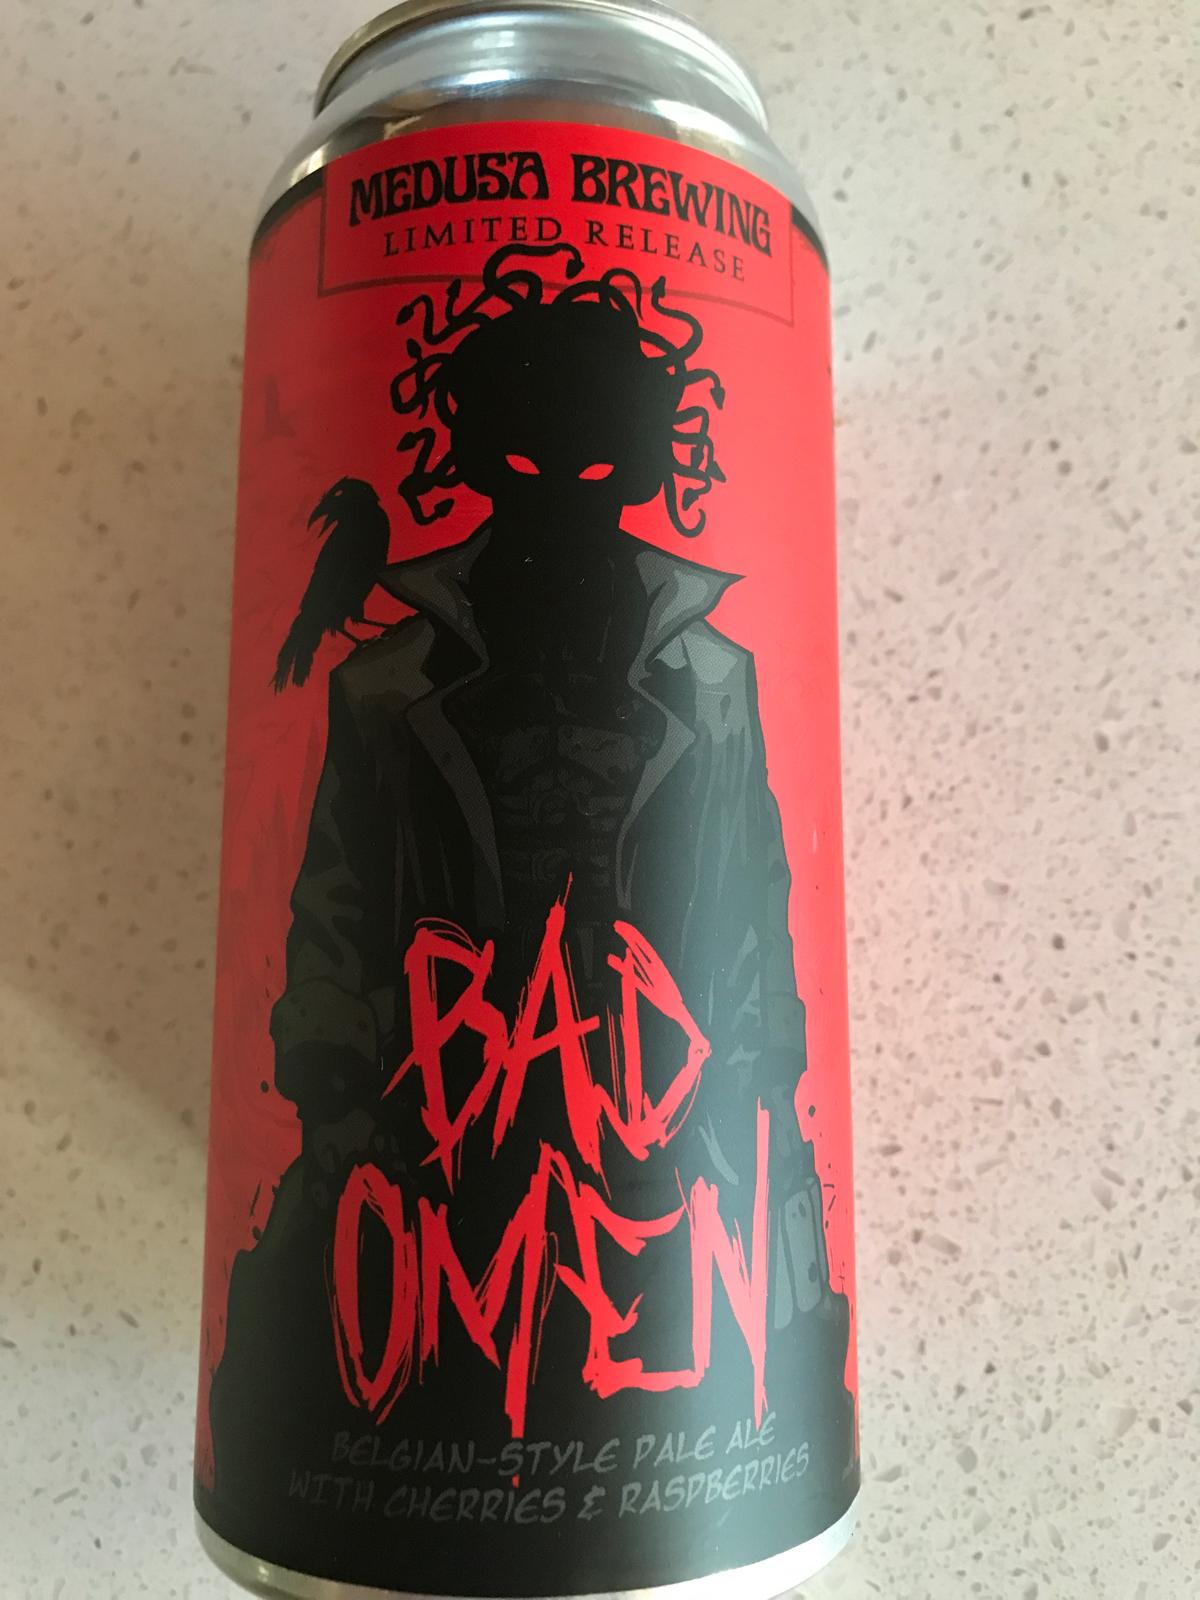 MEDUSA BREWING
LIMITED RELEASE
BAD
OMEN
BELGIAN-STYLE PALE ALE
WITH CHERRIES & RASPBERRIES